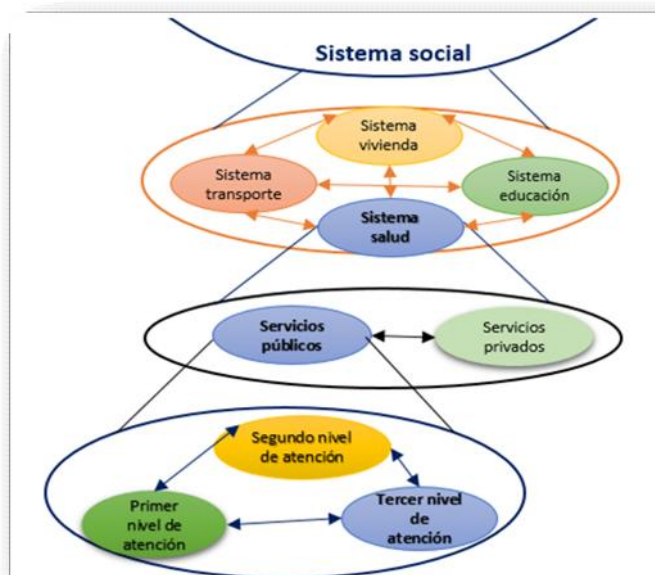 Sistema social
Sistema
vivienda
Sistema
transporte
Sistema
educación
Sistema
salud
Servicios
públicos
Servicios
privados
Segundo nivel
de atención
Primer
nivel de
atención
Tercer nivel
de
atención